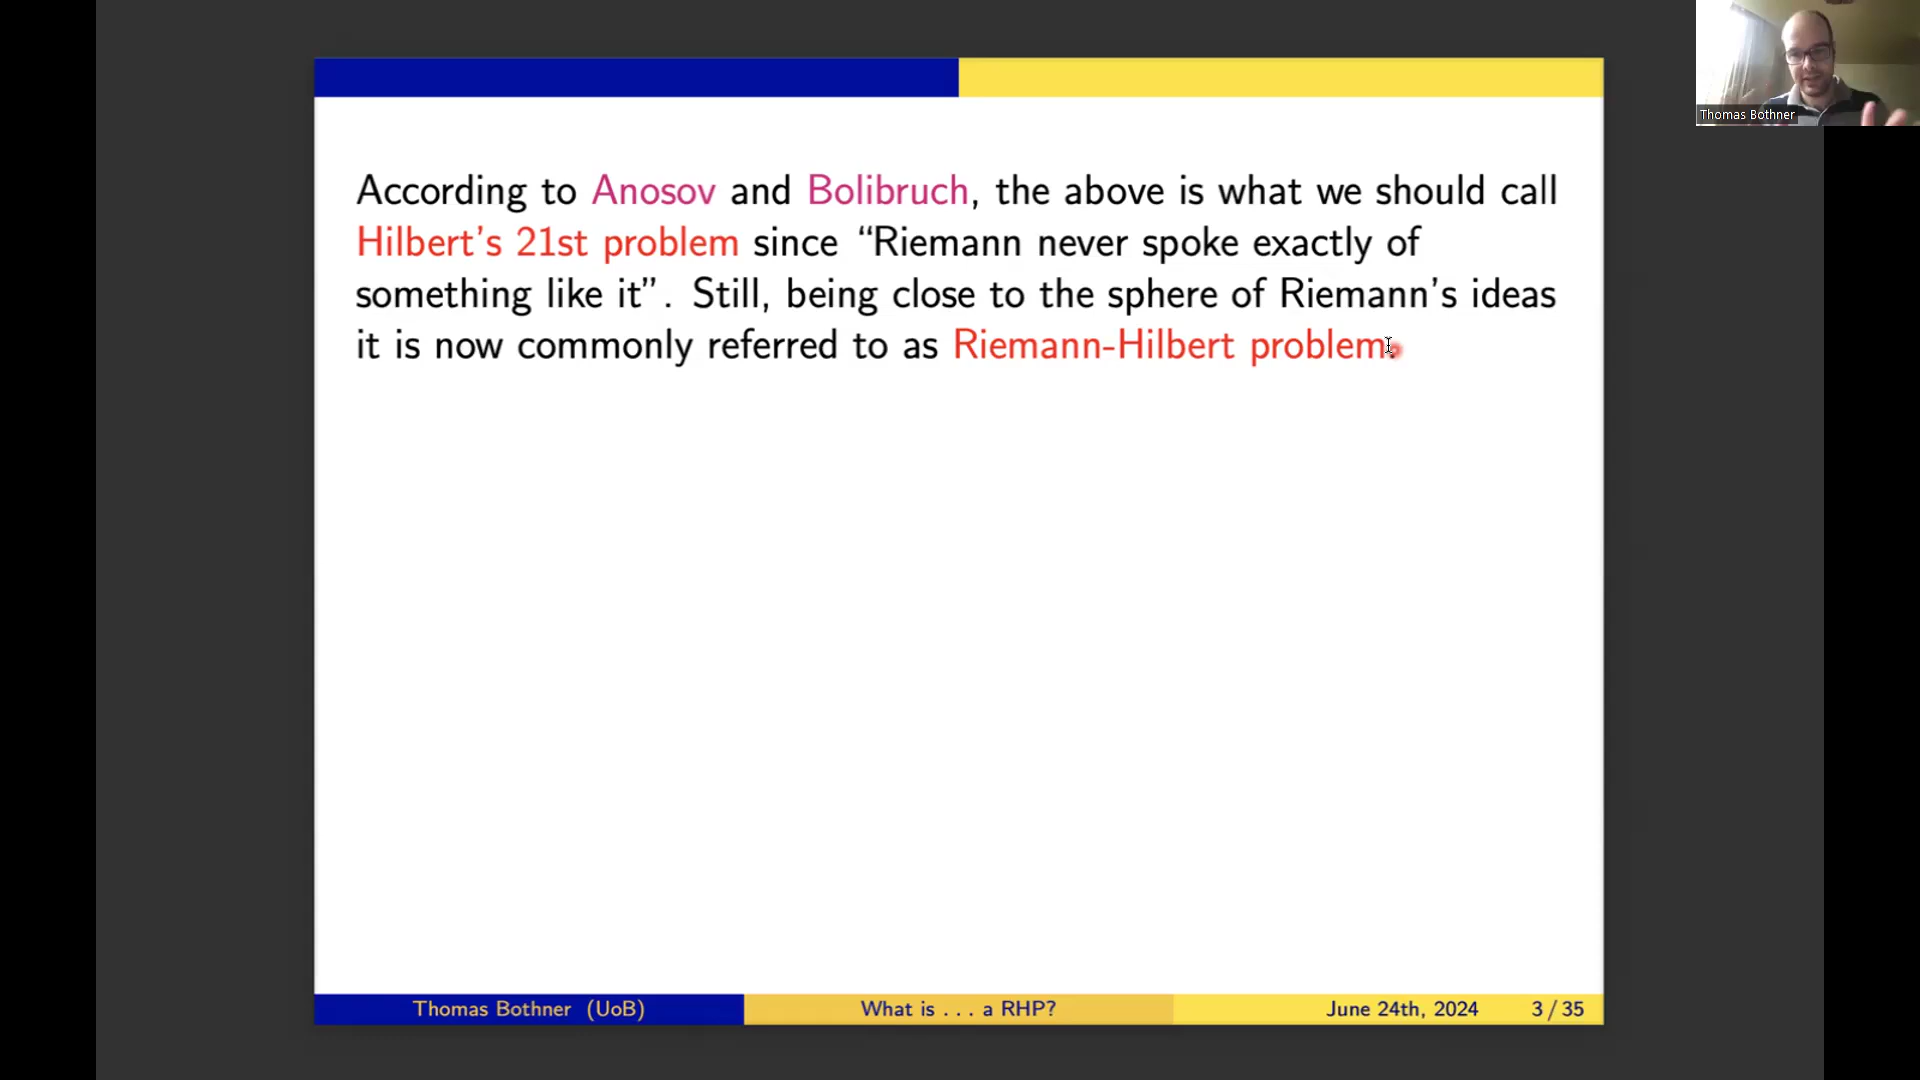 Thomas Bothner
According to Anosov and Bolibruch, the above is what we should call
Hilbert's 21st problem since “Riemann never spoke exactly of
something like it”. Still, being close to the sphere of Riemann's ideas
it is now commonly referred to as Riemann-Hilbert problem.
Thomas Bothner (UoB) What is . . . a RHP? June 24th, 2024 3 / 35